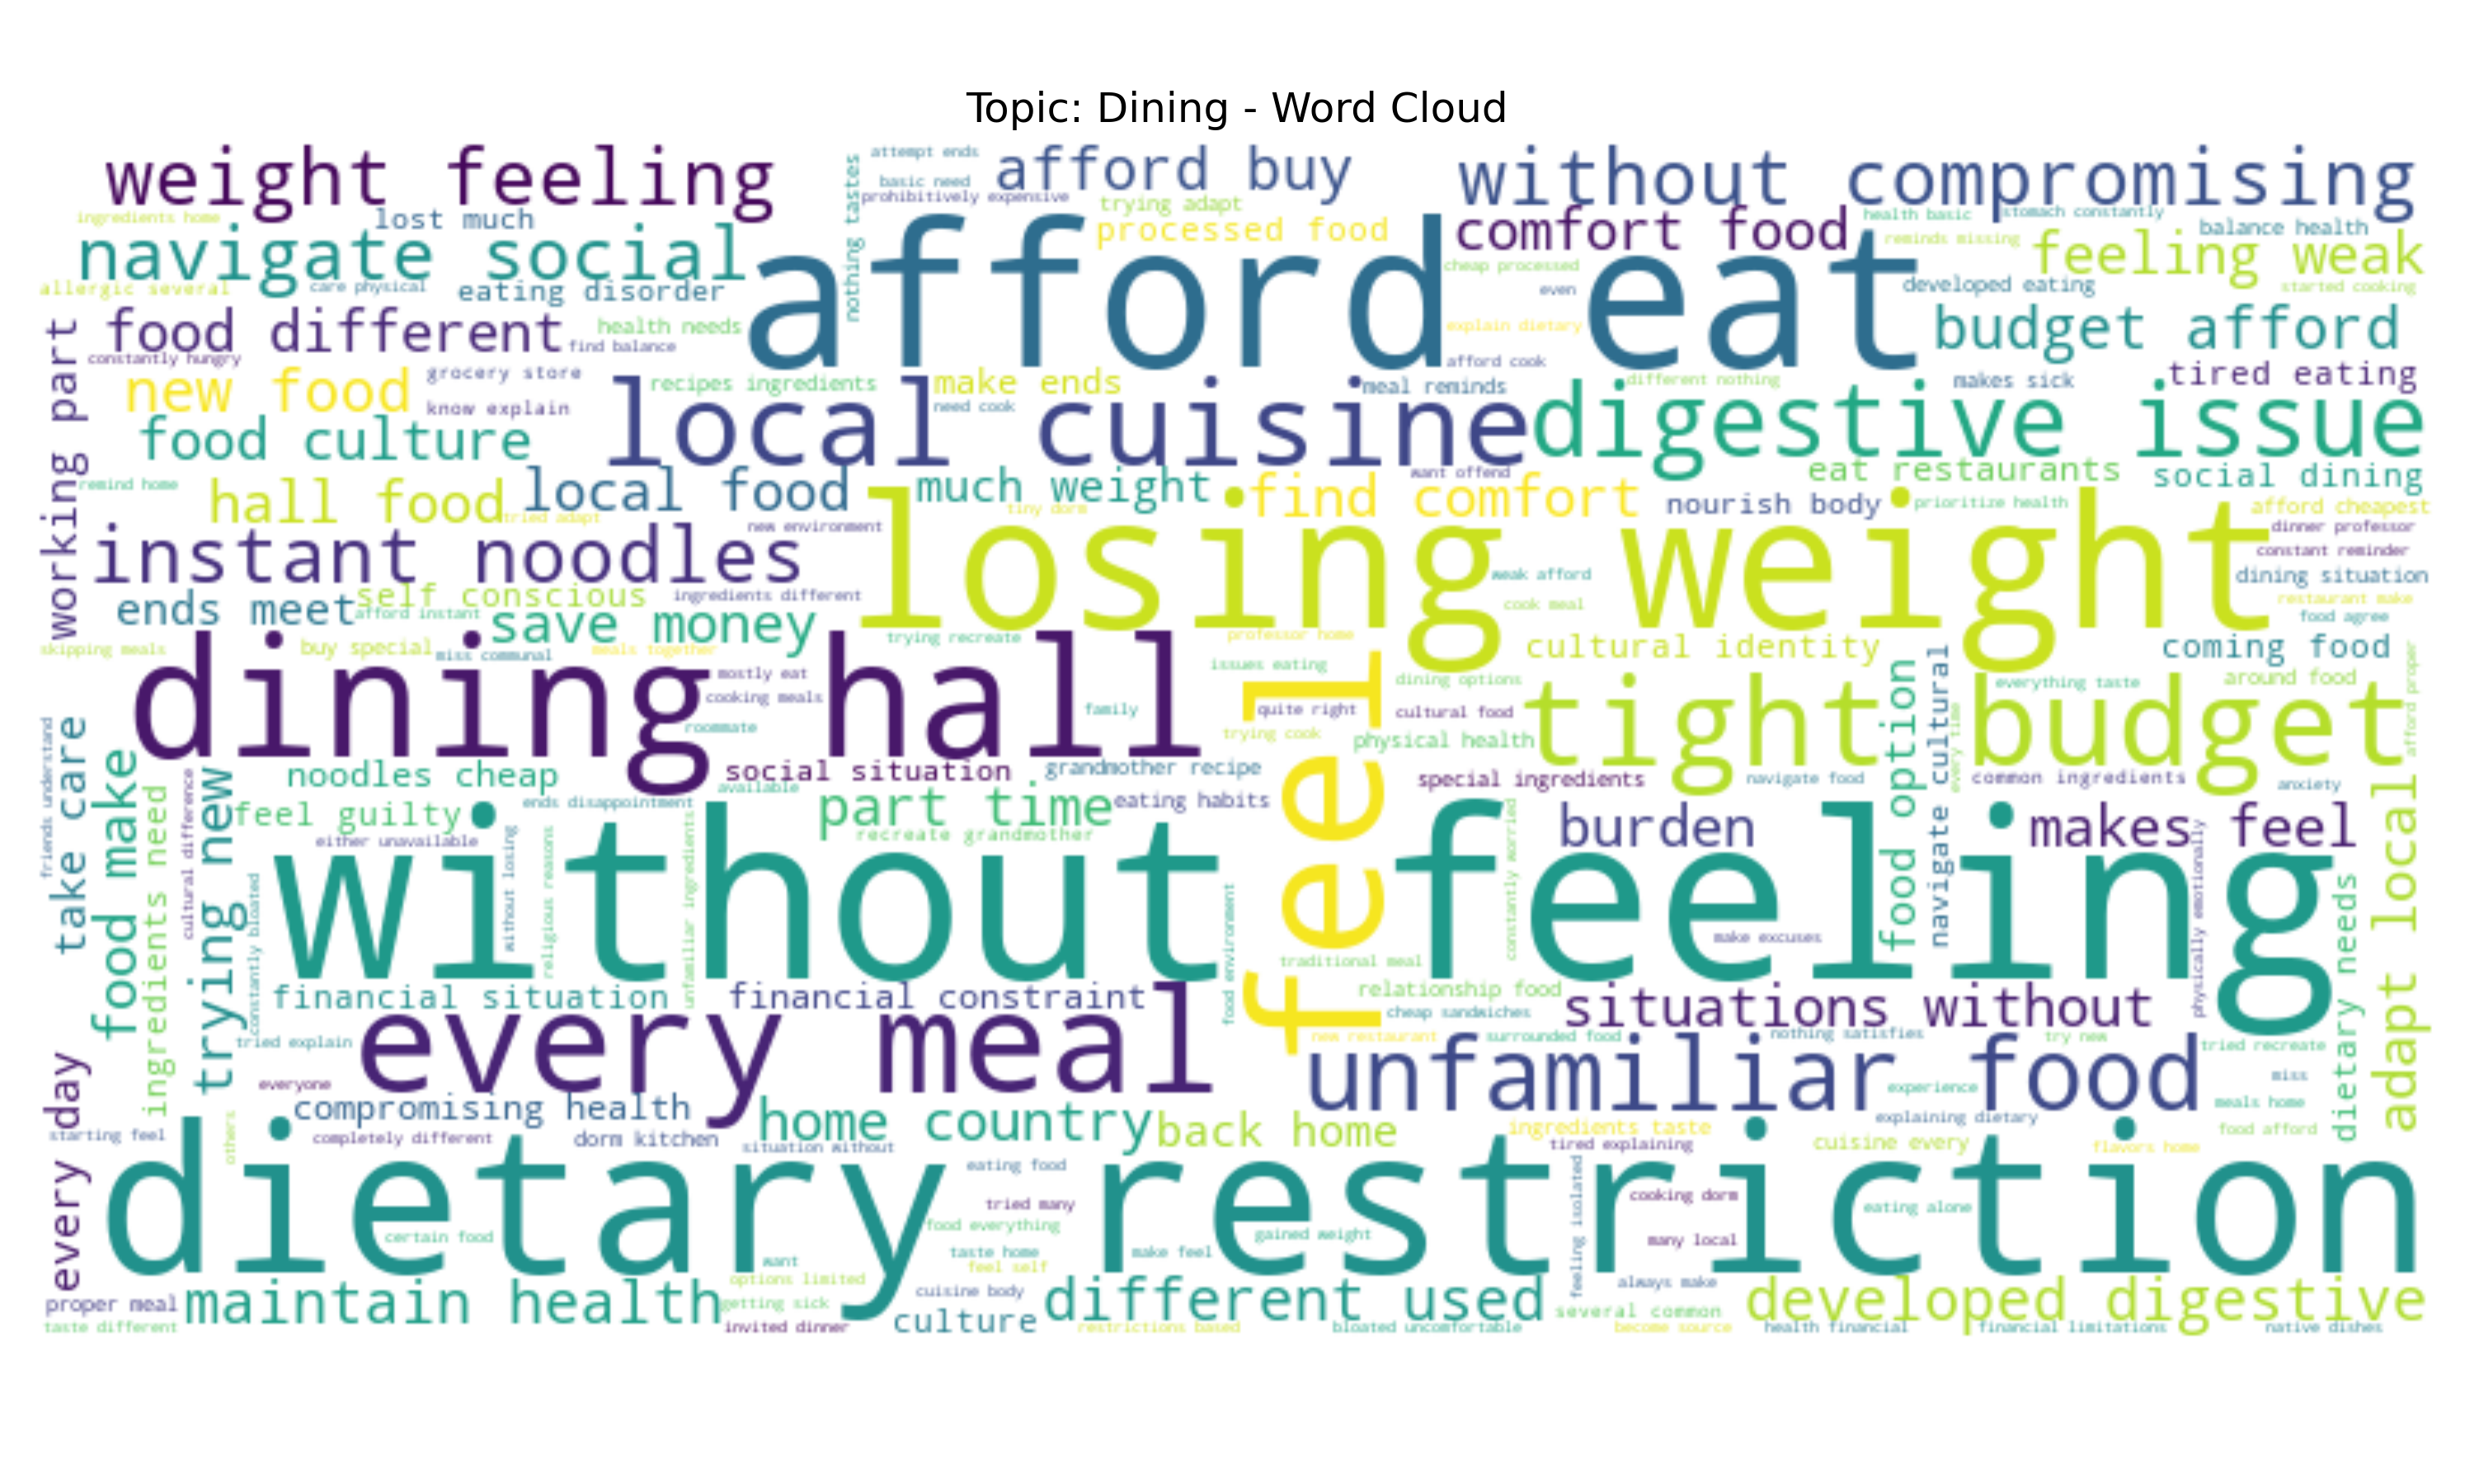 Topic: Dining - Word Cloud
weight feeling
attempt ends
basic need
prohibitively expensive
nothing tastes
afford buy
without compromising
ingredients home
lost much
trying adapt
processed food
comfort food
health basic
stomach constantly
balance health
reminds missing
navigate social
afford eat
feeling weak
allergic several
care physical
eating disorder
cheap processed
even
developed eating
started cooking
food different
health needs
find balance
explain dietary
budget afford
constantly hungry
afford cook
working part
new food
grocery store
know explain
recipes ingredients
make ends
need cook
meal reminds
different nothing
makes sick
tired eating
food culture
local cuisine
digestive issue
want offend
eat restaurants
social dining
remind home
hall food
tried adapt
local food
much weight
new environment
tiny dorm
find comfort
nourish body
prioritize health
afford cheapest
dinner professor
constant reminder
instant noodles
losing weight
weak afford
dining situation
self conscious
ingredients different
cook meal
restaurant make
ends meet
afford instant
save money
food agree
skipping meals
buy special
miss communal
meals together
trying recreate
professor home
cultural identity
coming food
issues eating
dining hall
mostly eat
cooking meals
roommate
family
feel
quite right
trying cook
dining options
cultural food
physical health
tight budget
food option
navigate cultural
every time
everything taste
around food
afford proper
friends understand
take care
food make
ingredients need
cultural difference
trying new
noodles cheap
social situation
available
grandmother recipe
special ingredients
navigate food
common ingredients
anxiety
feel guilty
ends disappointment
part time
eating habits
recreate grandmother
either unavailable
constantly worried
burden
makes feel
constantly bloated
without feeling
without losing
religious reasons
unfamiliar ingredients
food environment
make excuses
physically emotionally
dietary needs
adapt local
traditional meal
financial situation
financial constraint
relationship food
cheap sandwiches
situations without
tried explain
every meal
new restaurant
surrounded food
nothing satisfies
try new
tried recreate
every day
everyone
unfamiliar food
experience
miss
meals home
compromising health
home country
back home
ingredients taste
explaining dietary
food afford
starting feel
others
completely different
dorm kitchen
situation without
tired explaining
cuisine every
flavors home
dietary restriction
eating food
tried many
food everything
certain food
taste home
feel self
want
make feel
gained weight
feeling isolated
cooking dorm
many local
eating alone
always make
options limited
proper meal
maintain health
getting sick
cuisine body
culture
different used
several common
developed digestive
taste different
invited dinner
restrictions based
bloated uncomfortable
become source
health financial
financial limitations
native dishes